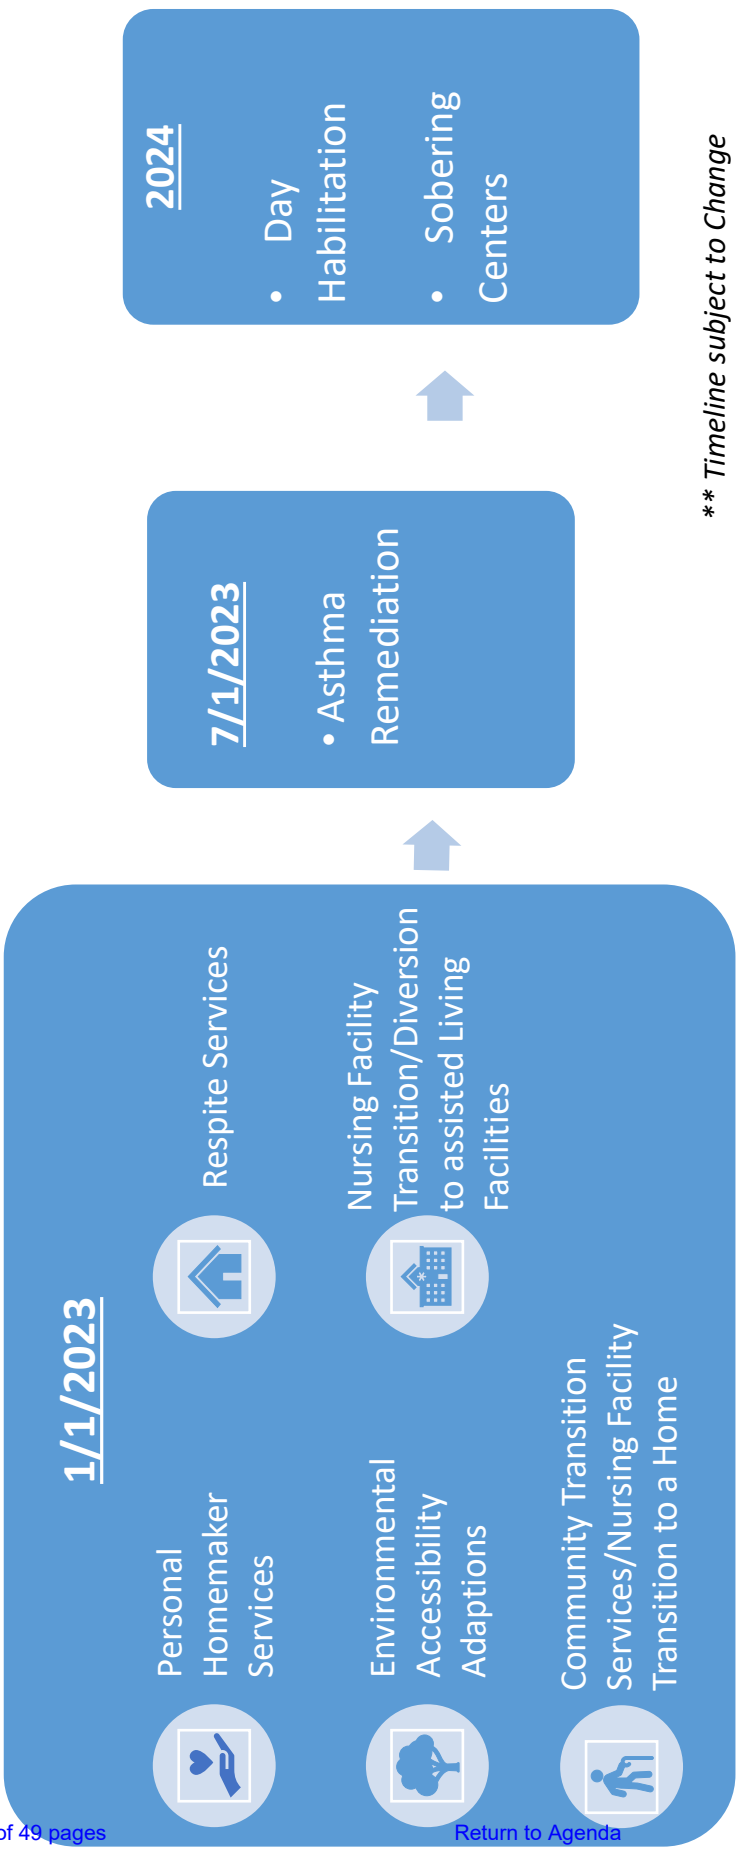 1/1/2023
Personal
Homemaker
Services
Respite Services
Environmental
Accessibility
Adaptions
Nursing Facility
Transition/Diversion
to assisted Living
Facilities
Community Transition
Services/Nursing Facility
Transition to a Home
7/1/2023
• Asthma
Remediation
2024
• Day
Habilitation
• Sobering
Centers
** Timeline subject to Change
of 49 pages
Return to Agenda